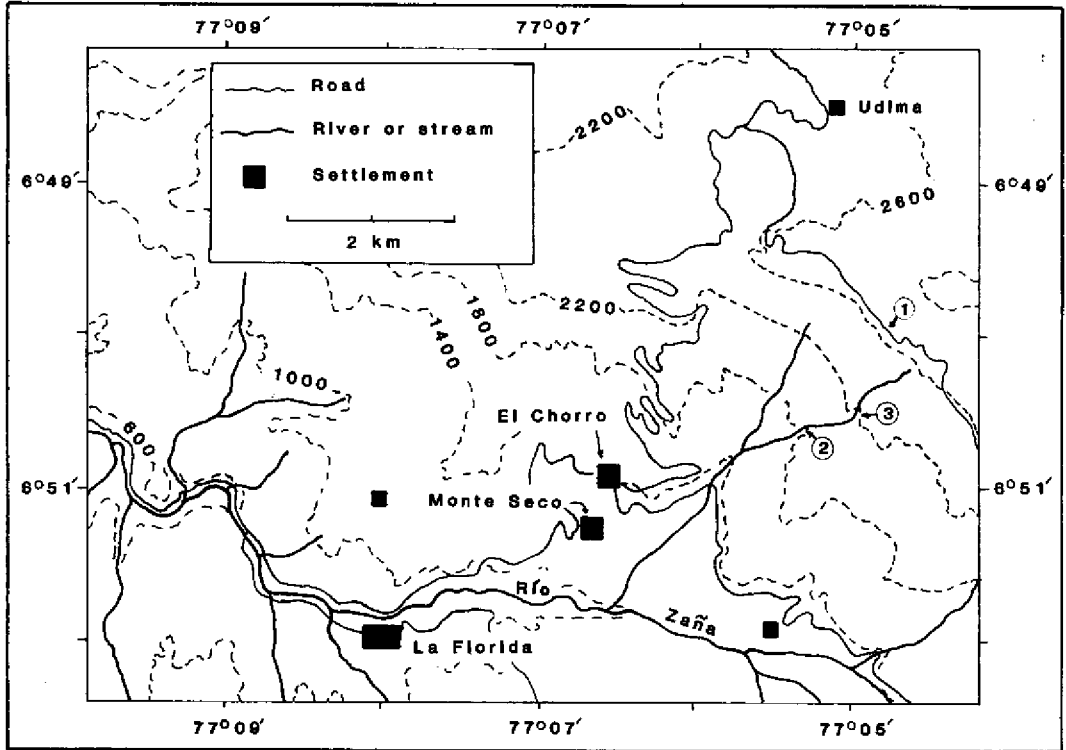 77°09′ 77°07′ 77°05′
Road
River or stream
Settlement
2 km
2200
Udima
6°49′ 6°49′
2600
2200
1800
1400
1
1000
El Chorro
3
600
2
6°51′ 6°51′
Monte Seco
Río
Zaña
La Florida
77°09′ 77°07′ 77°05′